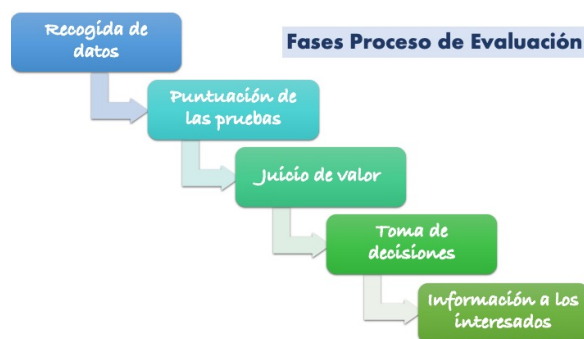 Recogida de
datos
Fases Proceso de Evaluación
Puntuación de
las pruebas
Juicio de valor
Toma de
decisiones
Información a los
interesados